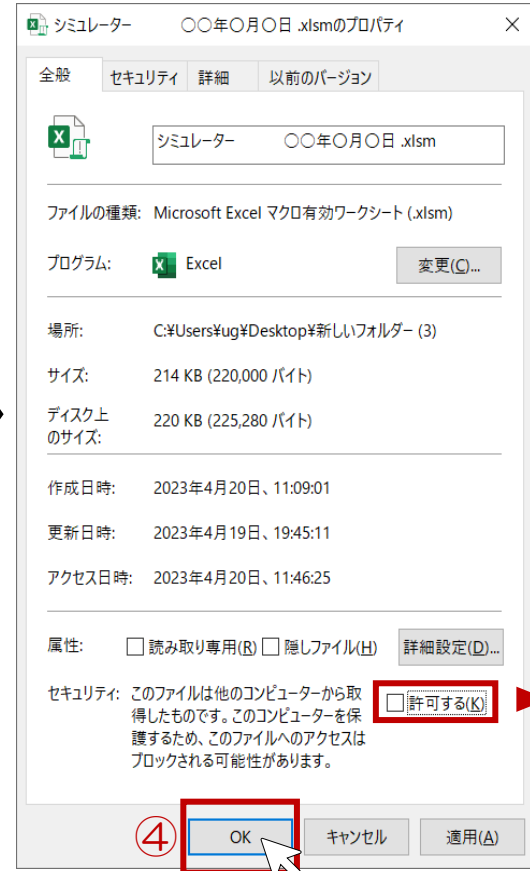 シミュレーター　　　〇〇年〇月〇日 .xlsmのプロパティ
全般 セキュリティ 詳細 以前のバージョン
シミュレーター　　　〇〇年〇月〇日 .xlsm
ファイルの種類: Microsoft Excel マクロ有効ワークシート (.xlsm)
プログラム: Excel 変更(C)...
場所: C:¥Users¥ug¥Desktop¥新しいフォルダー (3)
サイズ: 214 KB (220,000 バイト)
ディスク上
のサイズ: 220 KB (225,280 バイト)
作成日時: 2023年4月20日、11:09:01
更新日時: 2023年4月19日、19:45:11
アクセス日時: 2023年4月20日、11:46:25
属性: 読み取り専用(R) 隠しファイル(H) 詳細設定(D)...
セキュリティ: このファイルは他のコンピューターから取 許可する(K)
得したものです。このコンピューターを保
護するため、このファイルへのアクセスは
ブロックされる可能性があります。
④ OK キャンセル 適用(A)